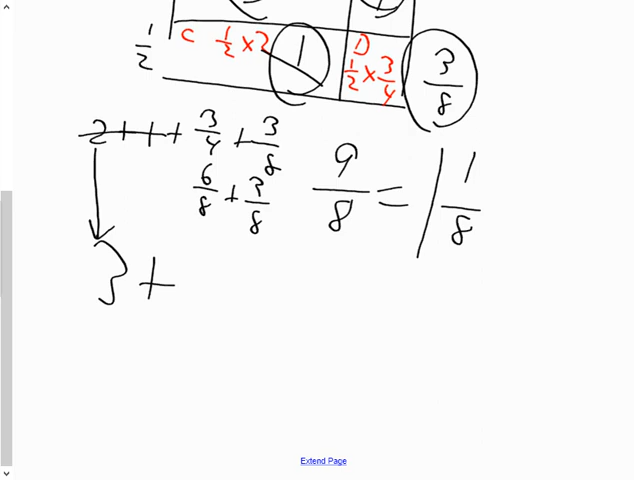 C 1/2 × 2 1 D
1/2 1/2 × 3/4 3/8
2 + 1 + 3/4 + 3/8
6/8 + 3/8 9/8 = 1 1/8
3 +
Extend Page